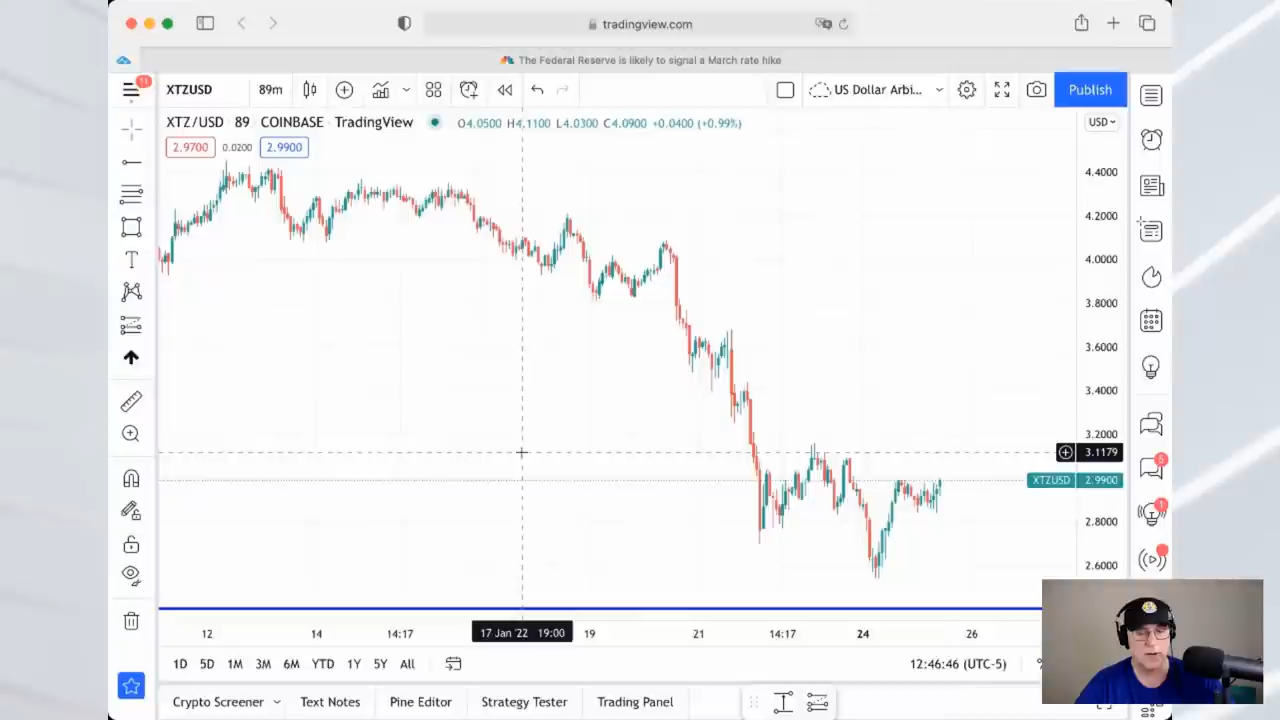 tradingview.com
The Federal Reserve is likely to signal a March rate hike
11
XTZUSD 89m US Dollar Arbi... Publish
XTZ/USD 89 COINBASE TradingView O4.0500 H4.1100 L4.0300 C4.0900 +0.0400 (+0.99%) USD
2.9700 0.0200 2.9900
4.4000
4.2000
4.0000
3.8000
3.6000
3.4000
3.2000
3.1179
XTZUSD 2.9900
2.8000
2.6000
5
1
12 14 14:17 17 Jan '22 19:00 19 21 14:17 24 26
1D 5D 1M 3M 6M YTD 1Y 5Y All 12:46:46 (UTC-5)
Crypto Screener Text Notes Pine Editor Strategy Tester Trading Panel